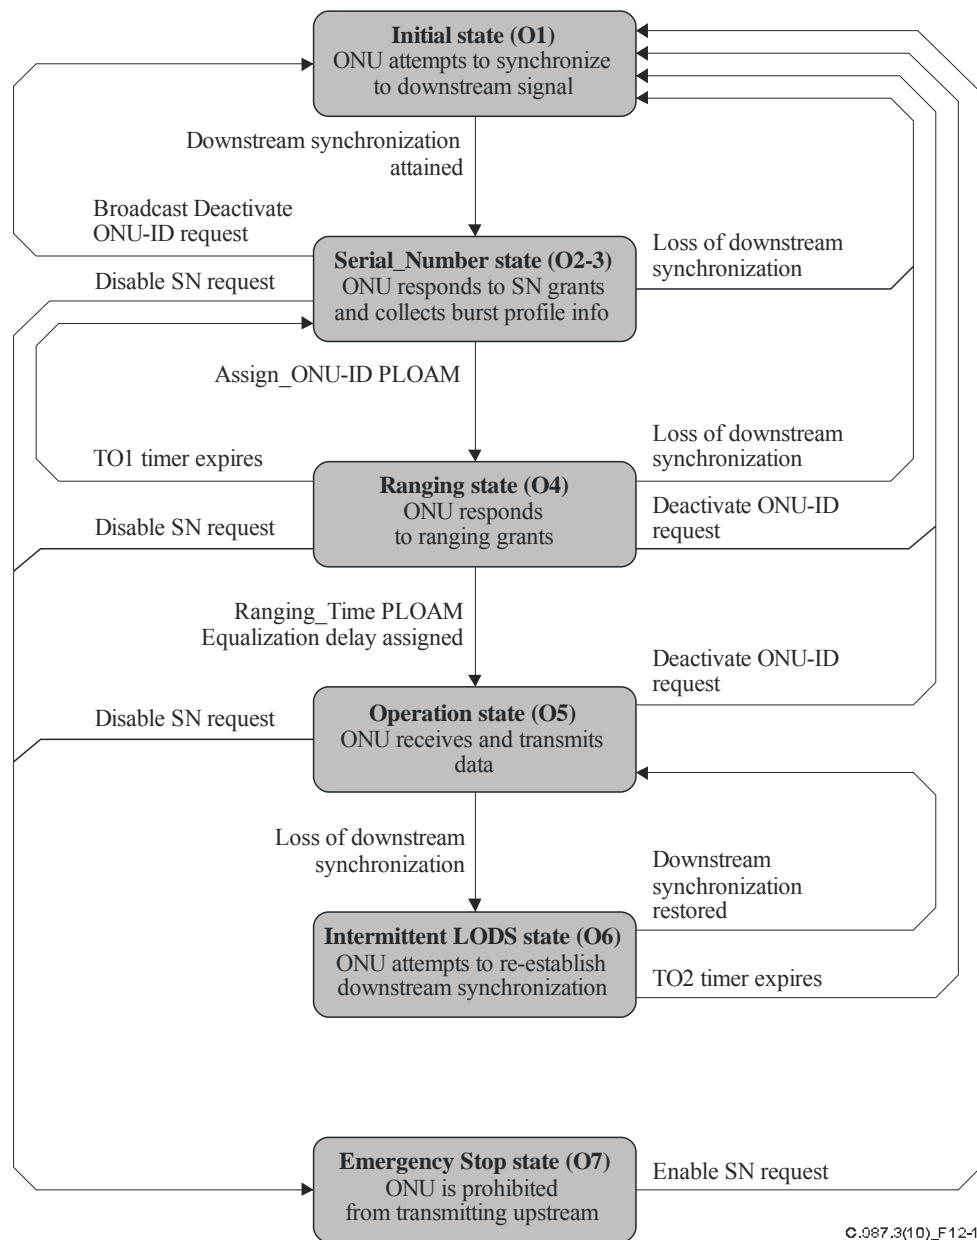 Initial state (O1)
ONU attempts to synchronize
to downstream signal
Downstream synchronization
attained
Broadcast Deactivate
ONU-ID request
Serial_Number state (O2-3)
ONU responds to SN grants
and collects burst profile info
Loss of downstream
synchronization
Disable SN request
Assign_ONU-ID PLOAM
TO1 timer expires
Loss of downstream
synchronization
Ranging state (O4)
ONU responds
to ranging grants
Deactivate ONU-ID
request
Disable SN request
Ranging_Time PLOAM
Equalization delay assigned
Deactivate ONU-ID
request
Disable SN request
Operation state (O5)
ONU receives and transmits
data
Loss of downstream
synchronization
Downstream
synchronization
restored
Intermittent LODS state (O6)
ONU attempts to re-establish
downstream synchronization
TO2 timer expires
Emergency Stop state (O7)
ONU is prohibited
from transmitting upstream
Enable SN request
G.987.3(10)_F12-1